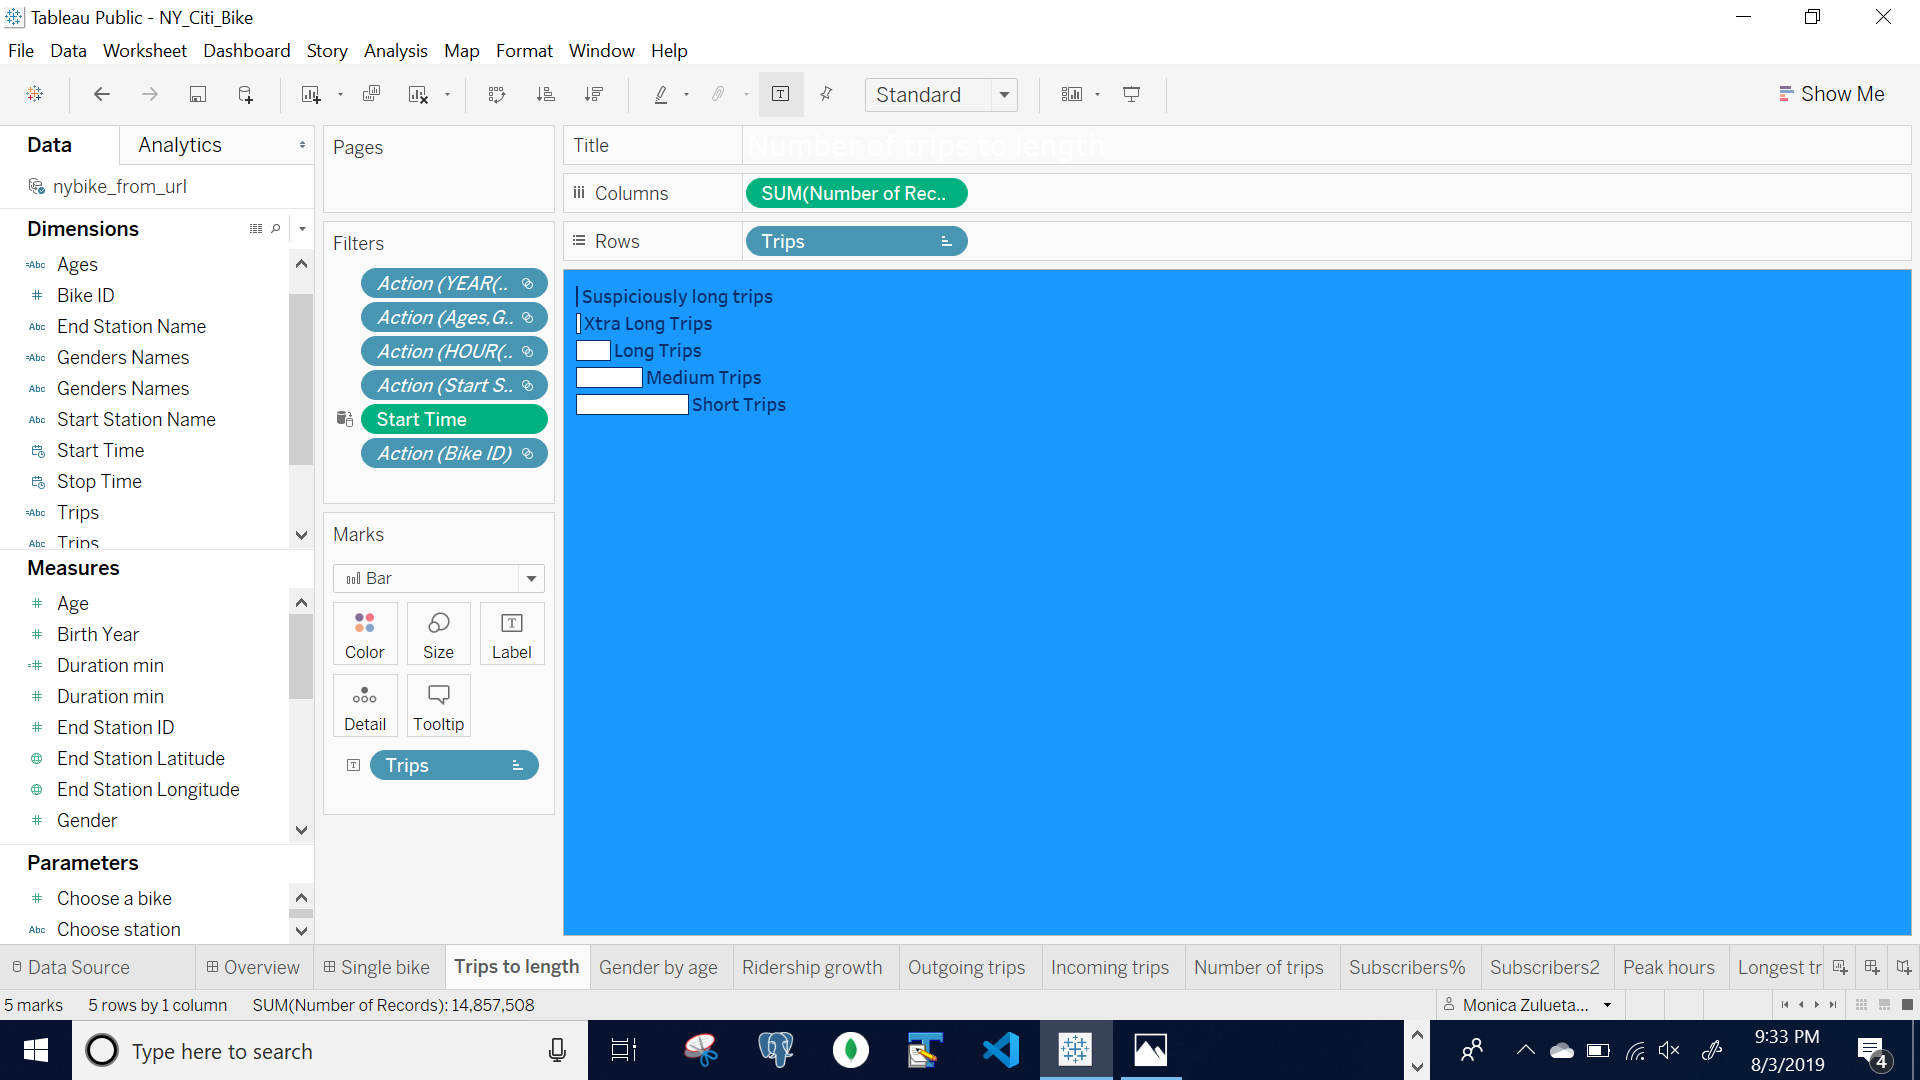 Tableau Public - NY_Citi_Bike
File Data Worksheet Dashboard Story Analysis Map Format Window Help
Standard
Show Me
Data Analytics
nybike_from_url
Dimensions
=Abc Ages
# Bike ID
Abc End Station Name
=Abc Genders Names
Abc Genders Names
Abc Start Station Name
Start Time
Stop Time
=Abc Trips
Abc Trips
Measures
# Age
# Birth Year
=# Duration min
# Duration min
# End Station ID
End Station Latitude
End Station Longitude
# Gender
Parameters
# Choose a bike
Abc Choose station
Pages
Filters
Action (YEAR(..
Action (Ages,G..
Action (HOUR(..
Action (Start S..
Start Time
Action (Bike ID)
Marks
Bar
Color Size Label
Detail Tooltip
Trips
Title Number of trips to length
Columns SUM(Number of Rec..
Rows Trips
Suspiciously long trips
Xtra Long Trips
Long Trips
Medium Trips
Short Trips
Data Source Overview Single bike Trips to length Gender by age Ridership growth Outgoing trips Incoming trips Number of trips Subscribers% Subscribers2 Peak hours Longest tr
5 marks 5 rows by 1 column SUM(Number of Records): 14,857,508
Monica Zulueta...
Type here to search
9:33 PM
8/3/2019
4